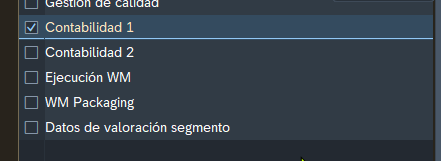 Gestión de calidad
Contabilidad 1
Contabilidad 2
Ejecución WM
WM Packaging
Datos de valoración segmento